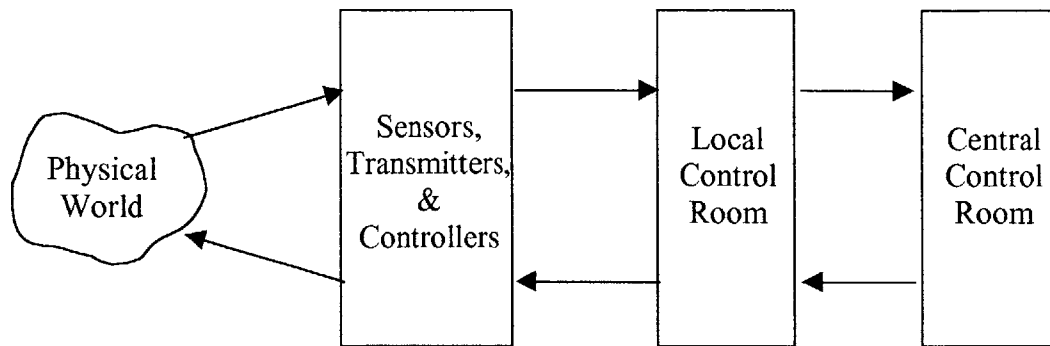 Physical
World
Sensors,
Transmitters,
&
Controllers
Local
Control
Room
Central
Control
Room